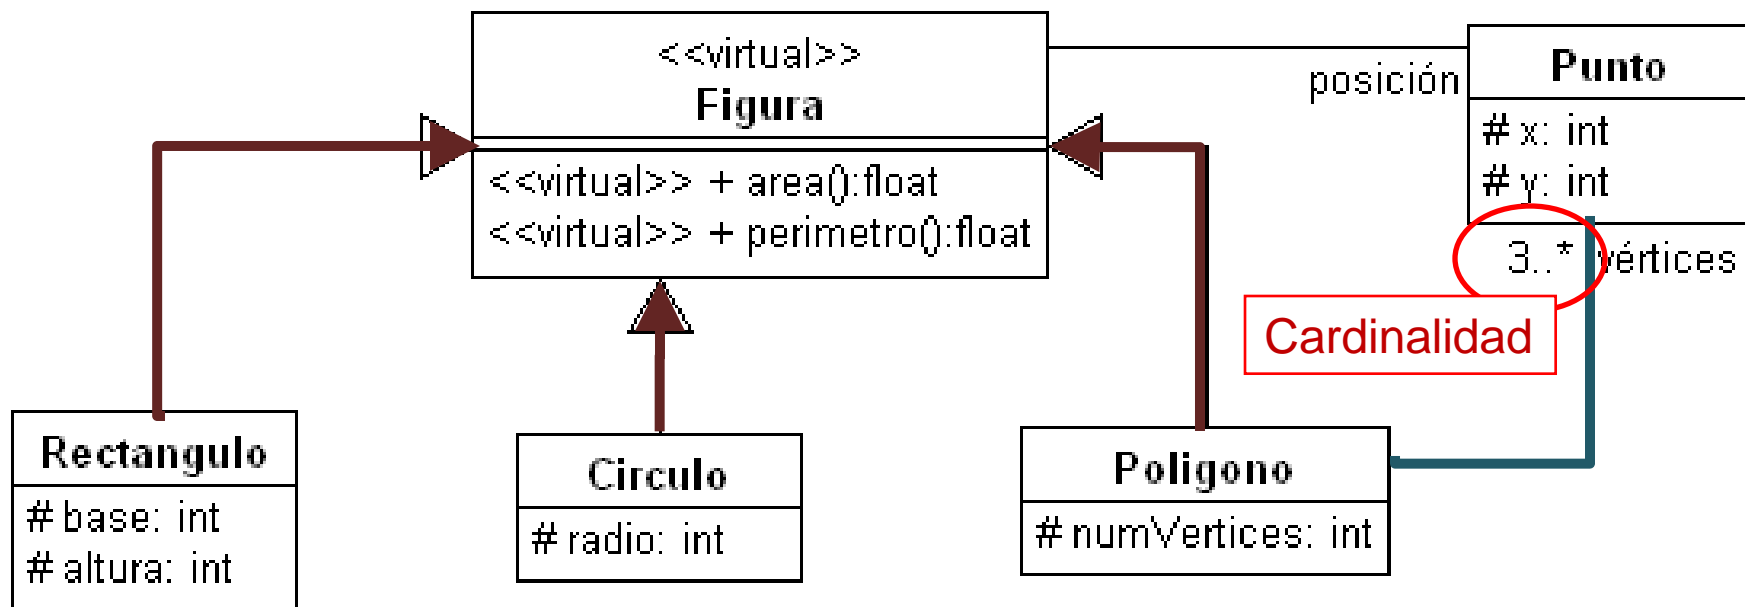 <<virtual>>
Figura
<<virtual>> + area():float
<<virtual>> + perimetro():float
posición
Punto
# x: int
# y: int
3..* vértices
Cardinalidad
Rectangulo
# base: int
# altura: int
Circulo
# radio: int
Poligono
# numVertices: int